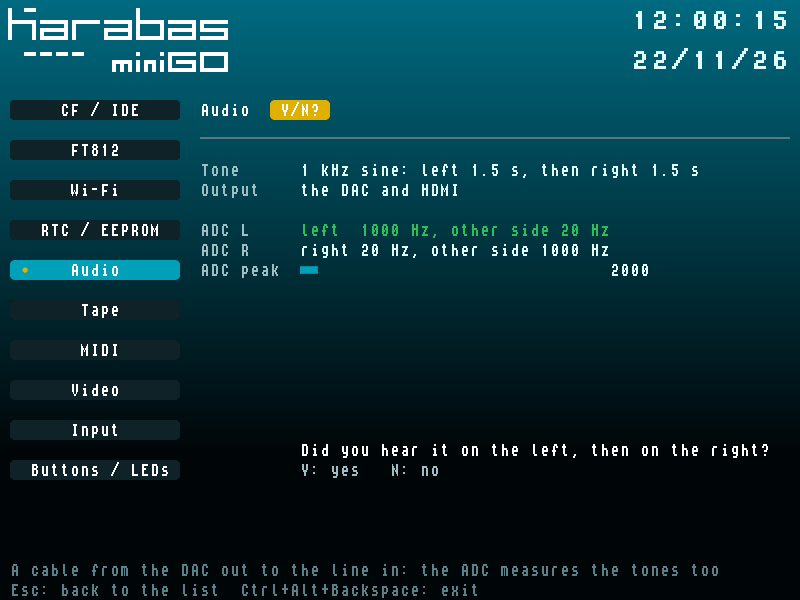 Karabas
miniGO
12:00:15
22/11/26
CF / IDE
FT812
Wi-Fi
RTC / EEPROM
Audio
Tape
MIDI
Video
Input
Buttons / LEDs
Audio Y/N?
Tone 1 kHz sine: left 1.5 s, then right 1.5 s
Output the DAC and HDMI
ADC L left 1000 Hz, other side 20 Hz
ADC R right 20 Hz, other side 1000 Hz
ADC peak 2000
Did you hear it on the left, then on the right?
Y: yes N: no
A cable from the DAC out to the line in: the ADC measures the tones too
Esc: back to the list Ctrl+Alt+Backspace: exit